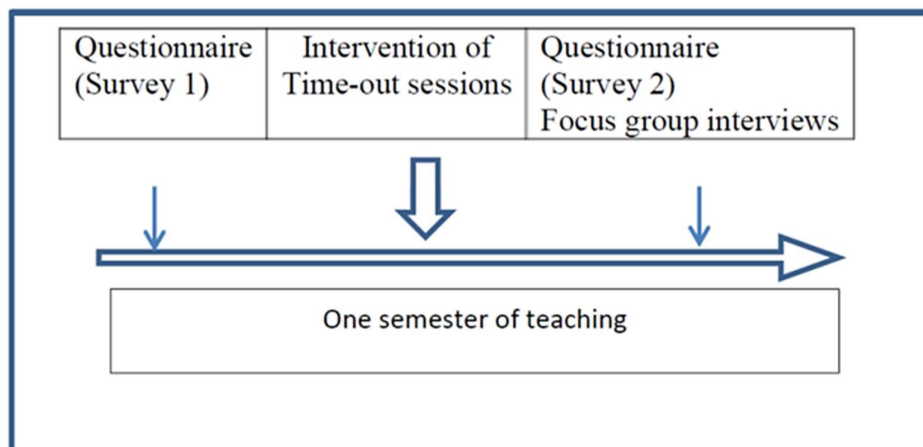 Questionnaire
(Survey 1)
Intervention of
Time-out sessions
Questionnaire
(Survey 2)
Focus group interviews
One semester of teaching